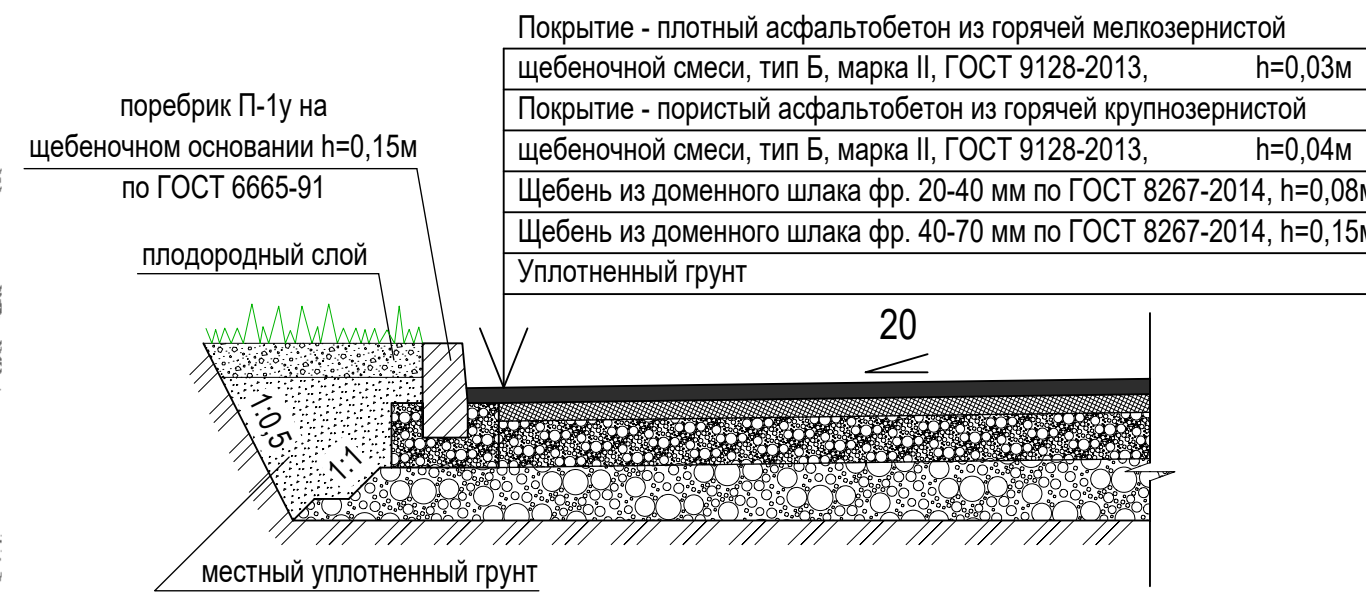 Покрытие - плотный асфальтобетон из горячей мелкозернистой
щебеночной смеси, тип Б, марка II, ГОСТ 9128-2013, h=0,03м
Покрытие - пористый асфальтобетон из горячей крупнозернистой
щебеночной смеси, тип Б, марка II, ГОСТ 9128-2013, h=0,04м
Щебень из доменного шлака фр. 20-40 мм по ГОСТ 8267-2014, h=0,08м
Щебень из доменного шлака фр. 40-70 мм по ГОСТ 8267-2014, h=0,15м
Уплотненный грунт
поребрик П-1у на
щебеночном основании h=0,15м
по ГОСТ 6665-91
плодородный слой
20
1:0,5
1:1
местный уплотненный грунт